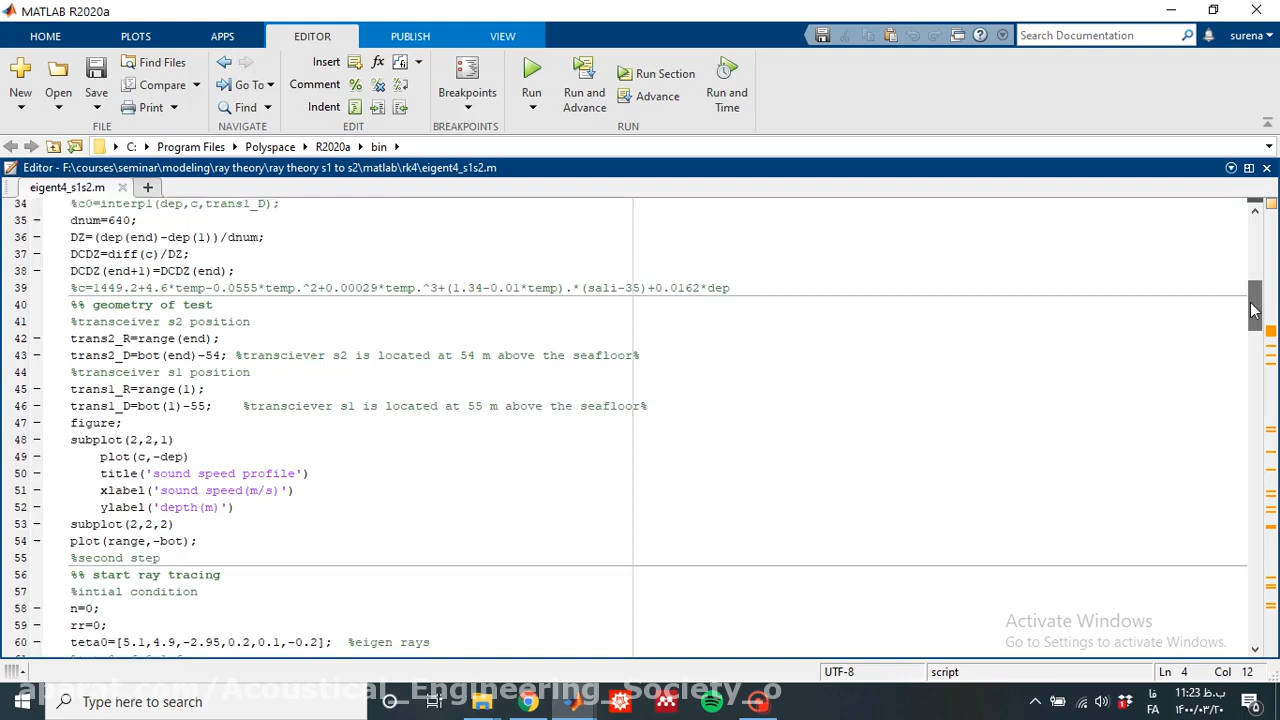 MATLAB R2020a
HOME PLOTS APPS EDITOR PUBLISH VIEW Search Documentation surena
New Open Save Find Files Compare Print Go To Find Insert Comment Indent fx Breakpoints Run Run and Advance Run Section Advance Run and Time
FILE NAVIGATE EDIT BREAKPOINTS RUN
C: Program Files Polyspace R2020a bin
Editor - F:\courses\seminar\modeling\ray theory\ray theory s1 to s2\matlab\rk4\eigent4_s1s2.m
eigent4_s1s2.m
34 %c0=interp1(dep,c,trans1_D);
35 dnum=640;
36 DZ=(dep(end)-dep(1))/dnum;
37 DCDZ=diff(c)/DZ;
38 DCDZ(end+1)=DCDZ(end);
39 %c=1449.2+4.6*temp-0.0555*temp.^2+0.00029*temp.^3+(1.34-0.01*temp).*(sali-35)+0.0162*dep
40 %% geometry of test
41 %transceiver s2 position
42 trans2_R=range(end);
43 trans2_D=bot(end)-54; %transciever s2 is located at 54 m above the seafloor%
44 %transceiver s1 position
45 trans1_R=range(1);
46 trans1_D=bot(1)-55; %transciever s1 is located at 55 m above the seafloor%
47 figure;
48 subplot(2,2,1)
49 plot(c,-dep)
50 title('sound speed profile')
51 xlabel('sound speed(m/s)')
52 ylabel('depth(m)')
53 subplot(2,2,2)
54 plot(range,-bot);
55 %second step
56 %% start ray tracing
57 %intial condition
58 n=0;
59 rr=0;
60 teta0=[5.1,4.9,-2.95,0.2,0.1,-0.2]; %eigen rays
Activate Windows
Go to Settings to activate Windows.
UTF-8 script Ln 4 Col 12
aparat.com/Acoustical_Engineering_Society_o
Type here to search
فا
FA
11:23 ب.ظ
۱۴۰۰/۰۳/۲۰